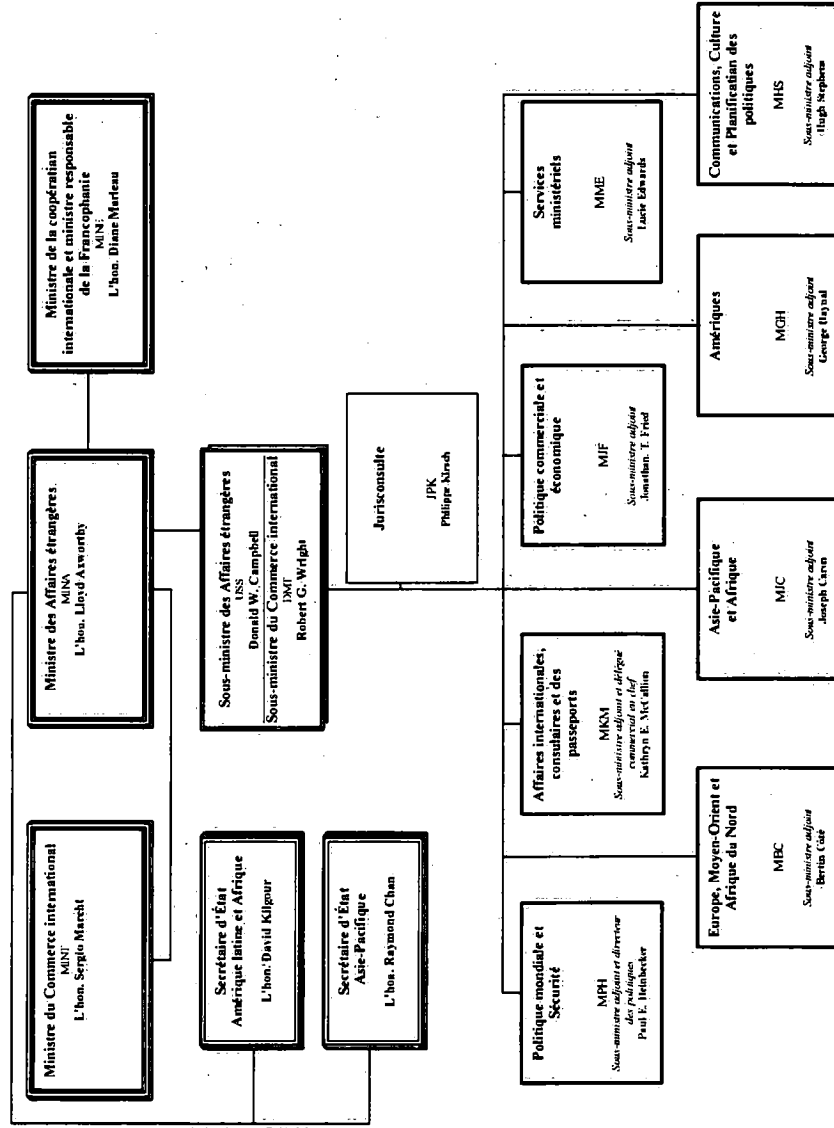 Ministre du Commerce international
MINT
L'hon. Sergio Marchi
Ministre des Affaires étrangères
MINA
L'hon. Lloyd Axworthy
Ministre de la coopération
internationale et ministre responsable
de la Francophanie
MINE
L'hon. Diane Marleau
Secrétaire d'État
Amérique latine et Afrique
L'hon. David Kilgour
Secrétaire d'État
Asie-Pacifique
L'hon. Raymond Chan
Sous-ministre des Affaires étrangères
USS
Donald W. Campbell
Sous-ministre du Commerce international
DMT
Robert G. Wright
Jurisconsulte
JPK
Philippe Kirsch
Politique mondiale et
Sécurité
MPH
Sous-ministre adjoint et directeur
des politiques
Paul E. Heinbecker
Affaires internationales,
consulaires et des
passeports
MKM
Sous-ministre adjoint et délégué
commercial en chef
Kathryn E. McCallion
Politique commerciale et
économique
MJF
Sous-ministre adjoint
Jonathan. T. Fried
Services
ministériels
MME
Sous-ministre adjoint
Lucie Edwards
Europe, Moyen-Orient et
Afrique du Nord
MBC
Sous-ministre adjoint
Bertin Côté
Asie-Pacifique
et Afrique
MJC
Sous-ministre adjoint
Joseph Caron
Amériques
MGH
Sous-ministre adjoint
George Haynal
Communications, Culture
et Planification des
politiques
MHS
Sous-ministre adjoint
Hugh Stephens